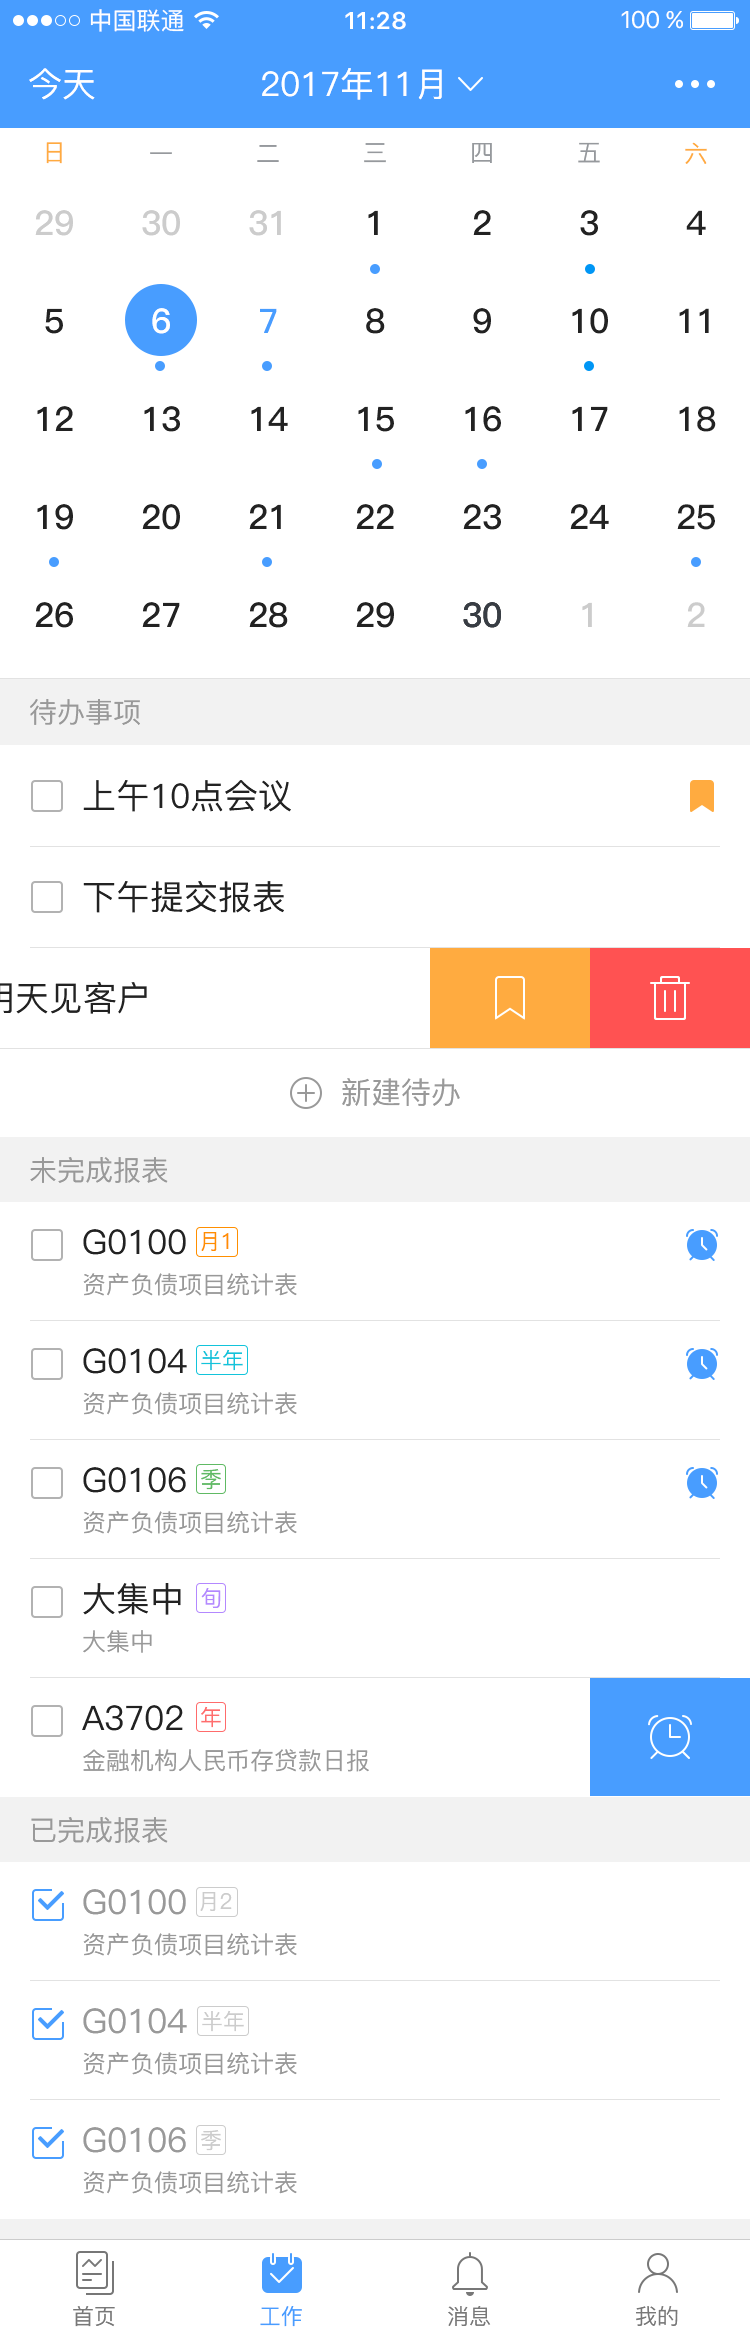 中国联通 11:28 100 %
今天 2017年11月
日 一 二 三 四 五 六
29 30 31 1 2 3 4
5 6 7 8 9 10 11
12 13 14 15 16 17 18
19 20 21 22 23 24 25
26 27 28 29 30 1 2
待办事项
上午10点会议
下午提交报表
明天见客户
新建待办
未完成报表
G0100 月1
资产负债项目统计表
G0104 半年
资产负债项目统计表
G0106 季
资产负债项目统计表
大集中 旬
大集中
A3702 年
金融机构人民币存贷款日报
已完成报表
G0100 月2
资产负债项目统计表
G0104 半年
资产负债项目统计表
G0106 季
资产负债项目统计表
首页 工作 消息 我的